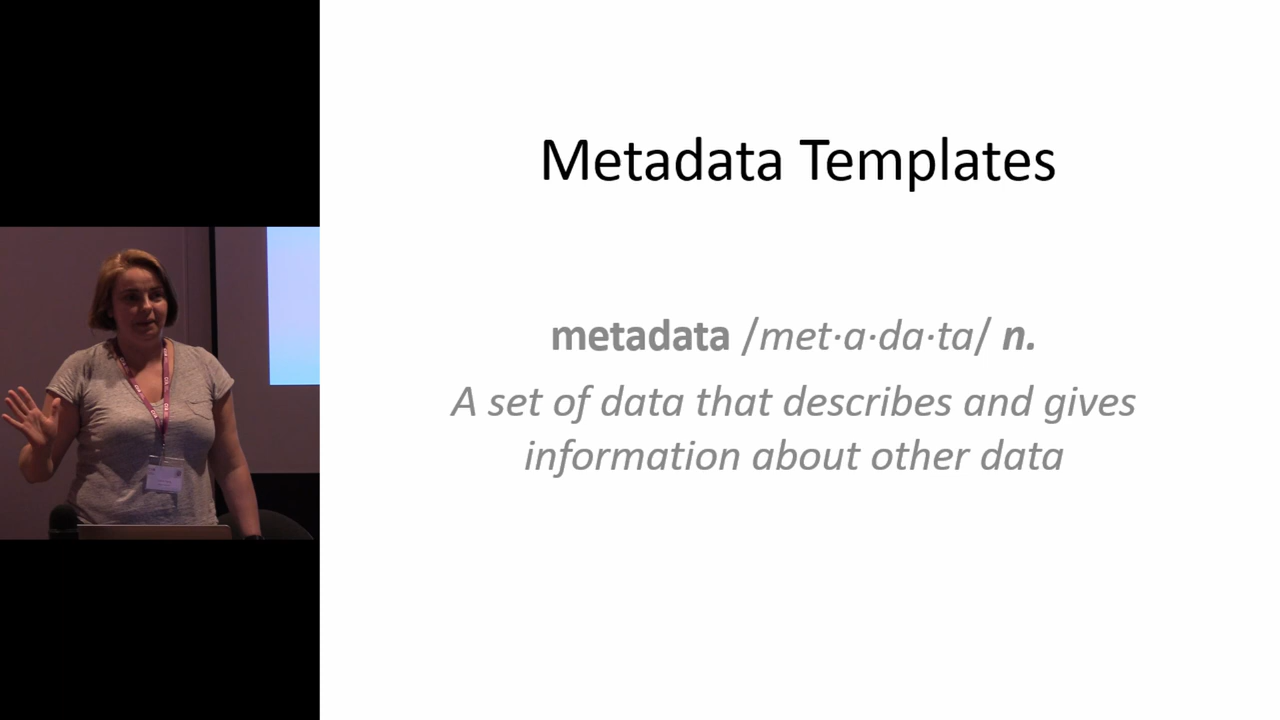 Metadata Templates
metadata /met·a·da·ta/ n.
A set of data that describes and gives
information about other data